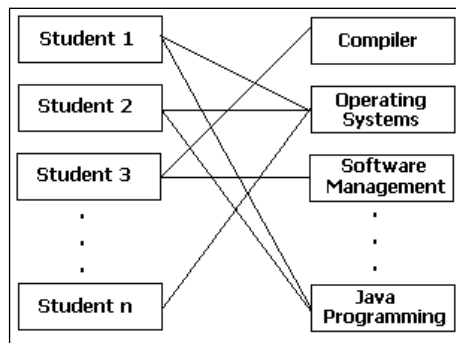 Student 1
Student 2
Student 3
Student n
Compiler
Operating
Systems
Software
Management
Java
Programming